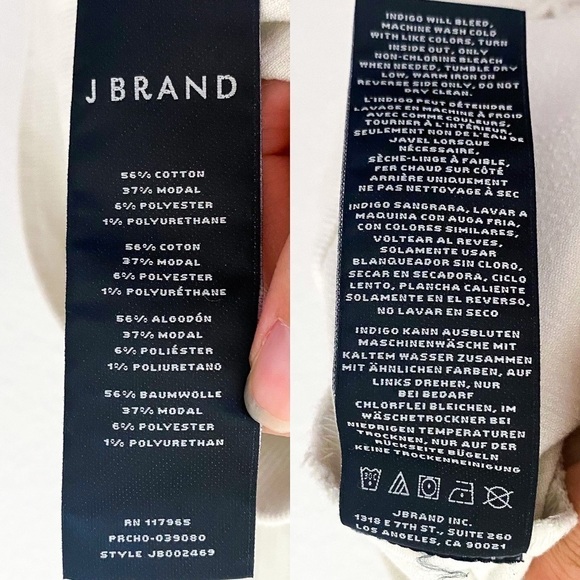 J BRAND
56% COTTON
37% MODAL
6% POLYESTER
1% POLYURETHANE
56% COTON
37% MODAL
6% POLYESTER
1% POLYURÉTHANE
56% ALGODÓN
37% MODAL
6% POLIÉSTER
1% POLIURETANO
56% BAUMWOLLE
37% MODAL
6% POLYESTER
1% POLYURETHAN
RN 117965
PRCHO-039080
STYLE JB002469
INDIGO WILL BLEED,
MACHINE WASH COLD
WITH LIKE COLORS, TURN
INSIDE OUT, ONLY
NON-CHLORINE BLEACH
WHEN NEEDED, TUMBLE DRY
LOW, WARM IRON ON
REVERSE SIDE ONLY, DO NOT
DRY CLEAN.
L'INDIGO PEUT DÉTEINDRE
LAVAGE EN MACHINE À FROID
AVEC COMME COULEURS,
TOURNER À L'INTÉRIEUR,
SEULEMENT NON DE L'EAU DE
JAVEL LORSQUE
NÉCESSAIRE,
SÈCHE-LINGE À FAIBLE,
FER CHAUD SUR CÔTÉ
ARRIÈRE UNIQUEMENT
NE PAS NETTOYAGE À SEC
INDIGO SANGRARA, LAVAR A
MAQUINA CON AUGA FRIA,
CON COLORES SIMILARES,
VOLTEAR AL REVES,
SOLAMENTE USAR
BLANQUEADOR SIN CLORO,
SECAR EN SECADORA, CICLO
LENTO, PLANCHA CALIENTE
SOLAMENTE EN EL REVERSO,
NO LAVAR EN SECO
INDIGO KANN AUSBLUTEN
MASCHINENWÄSCHE MIT
KALTEM WASSER ZUSAMMEN
MIT ÄHNLICHEN FARBEN, AUF
LINKS DREHEN, NUR
BEI BEDARF
CHLORFLEI BLEICHEN, IM
WÄSCHETROCKNER BEI
NIEDRIGEN TEMPERATUREN
TROCKNEN, NUR AUF DER
RÜCKSEITE BÜGELN
KEINE TROCKENREINIGUNG
30C
JBRAND INC.
1318 E 7TH ST., SUITE 260
LOS ANGELES, CA 90021